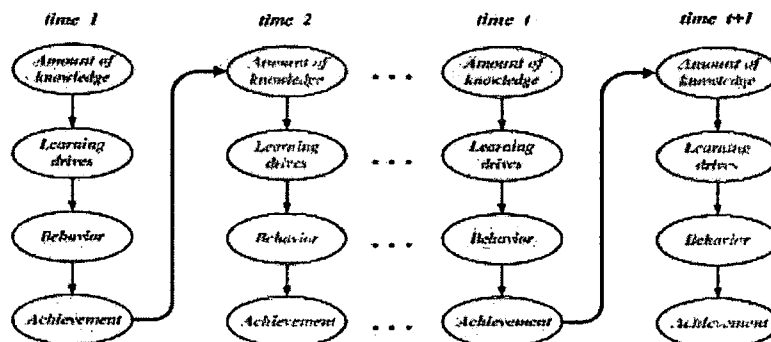 time 1 time 2 time t time t+1
Amount of Amount of Amount of Amount of
knowledge knowledge . . . knowledge knowledge
Learning Learning Learning Learning
drives drives . . . drives drives
Behavior Behavior . . . Behavior Behavior
Achievement Achievement . . . Achievement Achievement